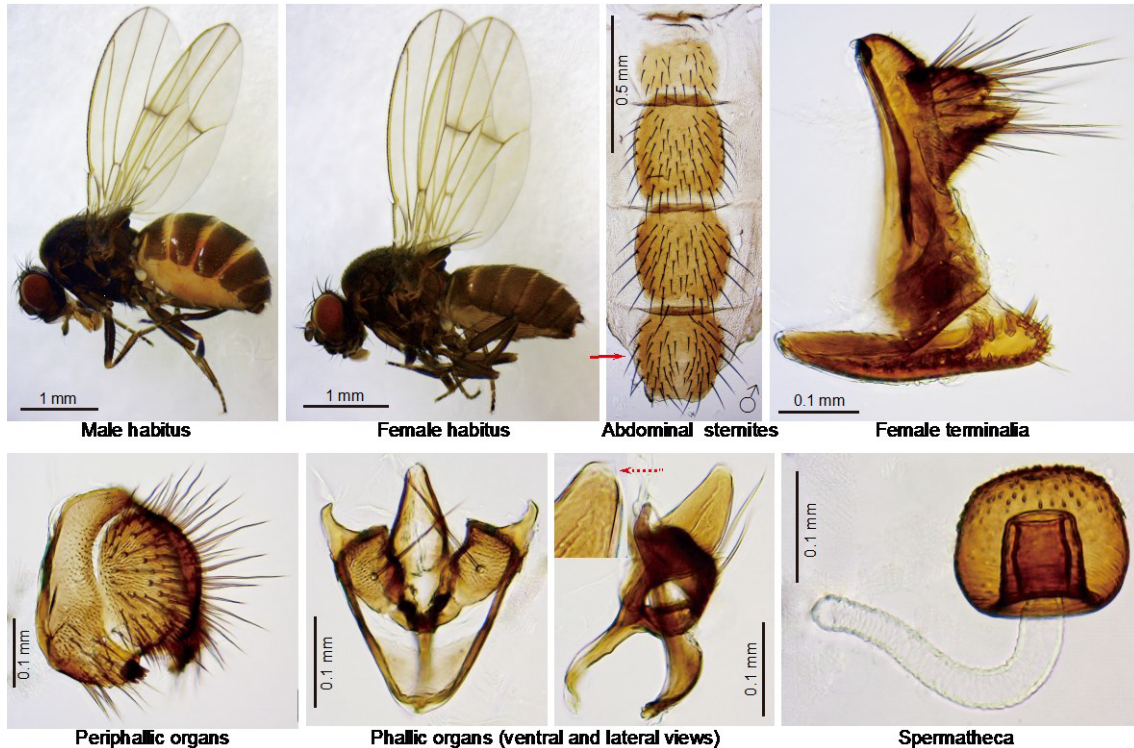 0.5 mm
0.1 mm
1 mm
1 mm
♂
Male habitus
Female habitus
Abdominal sternites
Female terminalia
0.1 mm
0.1 mm
0.1 mm
0.1 mm
Periphallic organs
Phallic organs (ventral and lateral views)
Spermatheca